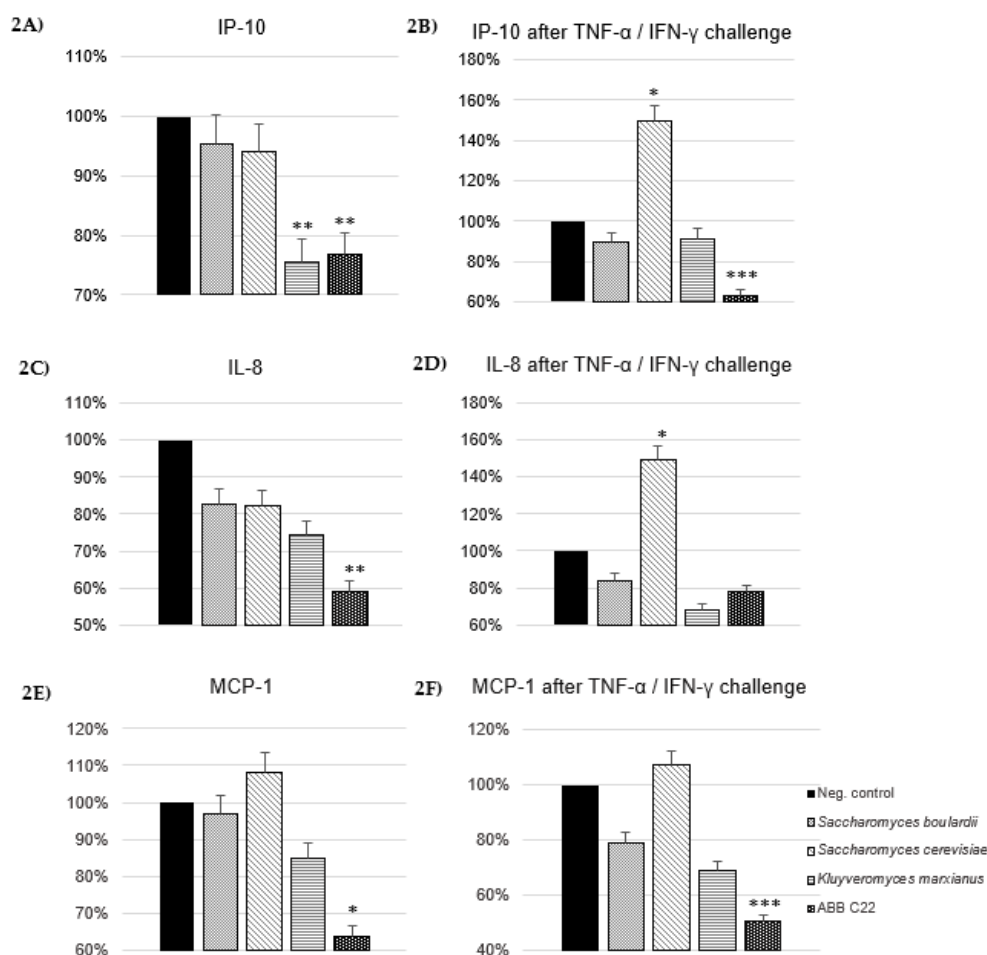 2A)
IP-10
110%
100%
90%
80%
70%
** **
2B)
IP-10 after TNF-α / IFN-γ challenge
180%
160%
140%
120%
100%
80%
60%
*
***
2C)
IL-8
110%
100%
90%
80%
70%
60%
50%
**
2D)
IL-8 after TNF-α / IFN-γ challenge
180%
160%
140%
120%
100%
80%
60%
*
2E)
MCP-1
120%
110%
100%
90%
80%
70%
60%
*
2F)
MCP-1 after TNF-α / IFN-γ challenge
120%
100%
80%
60%
40%
***
Neg. control
Saccharomyces boulardii
Saccharomyces cerevisiae
Kluyveromyces marxianus
ABB C22